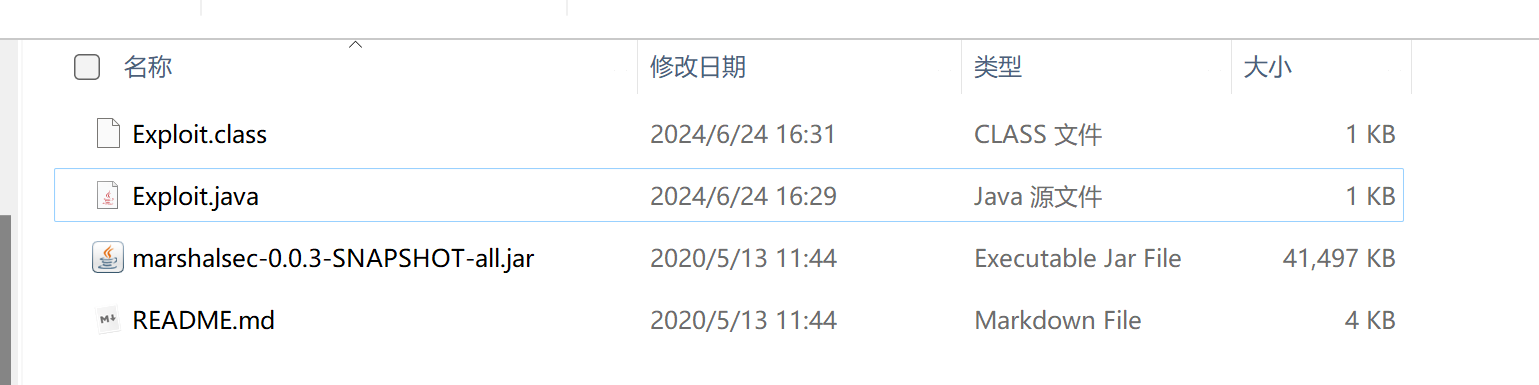 名称 修改日期 类型 大小
Exploit.class 2024/6/24 16:31 CLASS 文件 1 KB
Exploit.java 2024/6/24 16:29 Java 源文件 1 KB
marshalsec-0.0.3-SNAPSHOT-all.jar 2020/5/13 11:44 Executable Jar File 41,497 KB
README.md 2020/5/13 11:44 Markdown File 4 KB